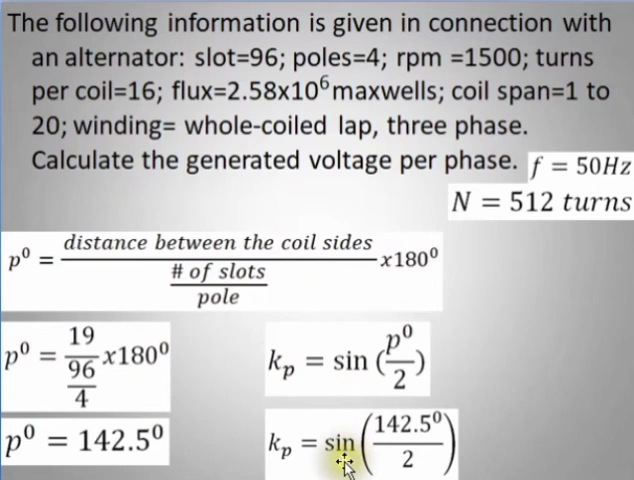 The following information is given in connection with
an alternator: slot=96; poles=4; rpm =1500; turns
per coil=16; flux=2.58x10⁶maxwells; coil span=1 to
20; winding= whole-coiled lap, three phase.
Calculate the generated voltage per phase. f = 50Hz
N = 512 turns
p⁰ = distance between the coil sides / (# of slots / pole) x180⁰
p⁰ = 19 / (96 / 4) x180⁰
kₚ = sin (p⁰ / 2)
p⁰ = 142.5⁰
kₚ = sin (142.5⁰ / 2)